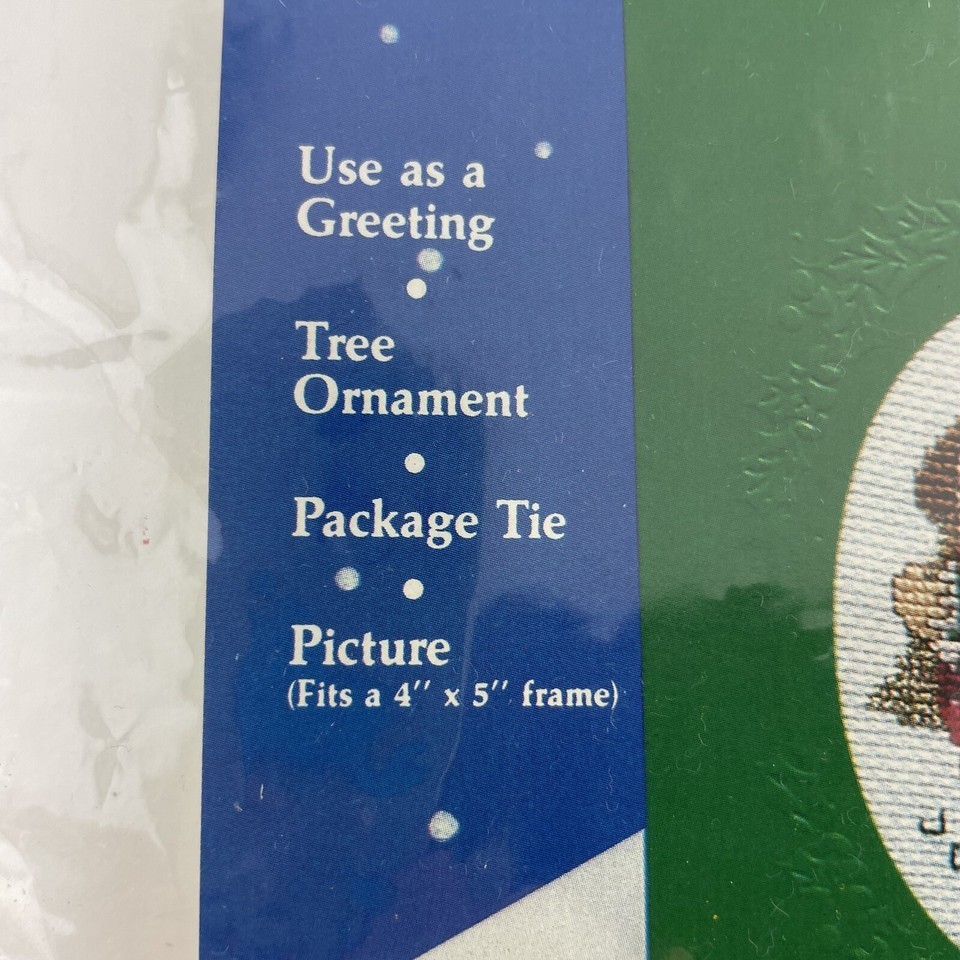 Use as a
Greeting
•
Tree
Ornament
•
Package Tie
•
Picture
(Fits a 4" x 5" frame)